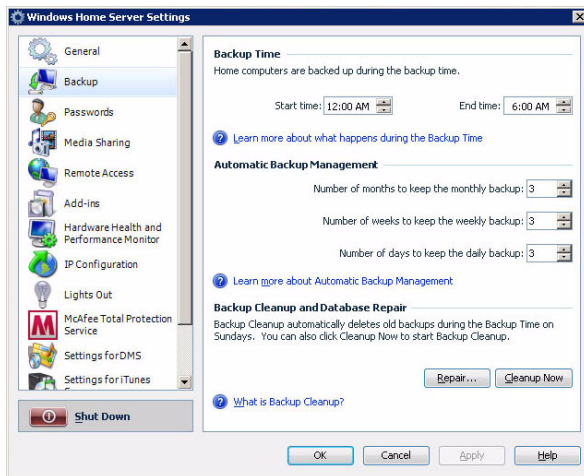 Windows Home Server Settings
General
Backup
Passwords
Media Sharing
Remote Access
Add-ins
Hardware Health and
Performance Monitor
IP Configuration
Lights Out
McAfee Total Protection
Service
Settings for DMS
Settings for iTunes
Shut Down
Backup Time
Home computers are backed up during the backup time.
Start time: 12:00 AM End time: 6:00 AM
Learn more about what happens during the Backup Time
Automatic Backup Management
Number of months to keep the monthly backup: 3
Number of weeks to keep the weekly backup: 3
Number of days to keep the daily backup: 3
Learn more about Automatic Backup Management
Backup Cleanup and Database Repair
Backup Cleanup automatically deletes old backups during the Backup Time on
Sundays. You can also click Cleanup Now to start Backup Cleanup.
Repair... Cleanup Now
What is Backup Cleanup?
OK Cancel Apply Help